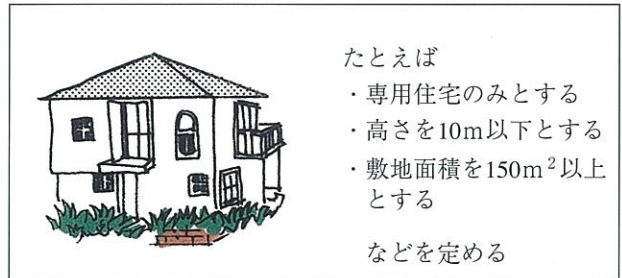 たとえば
・専用住宅のみとする
・高さを10m以下とする
・敷地面積を150m²以上
とする
などを定める